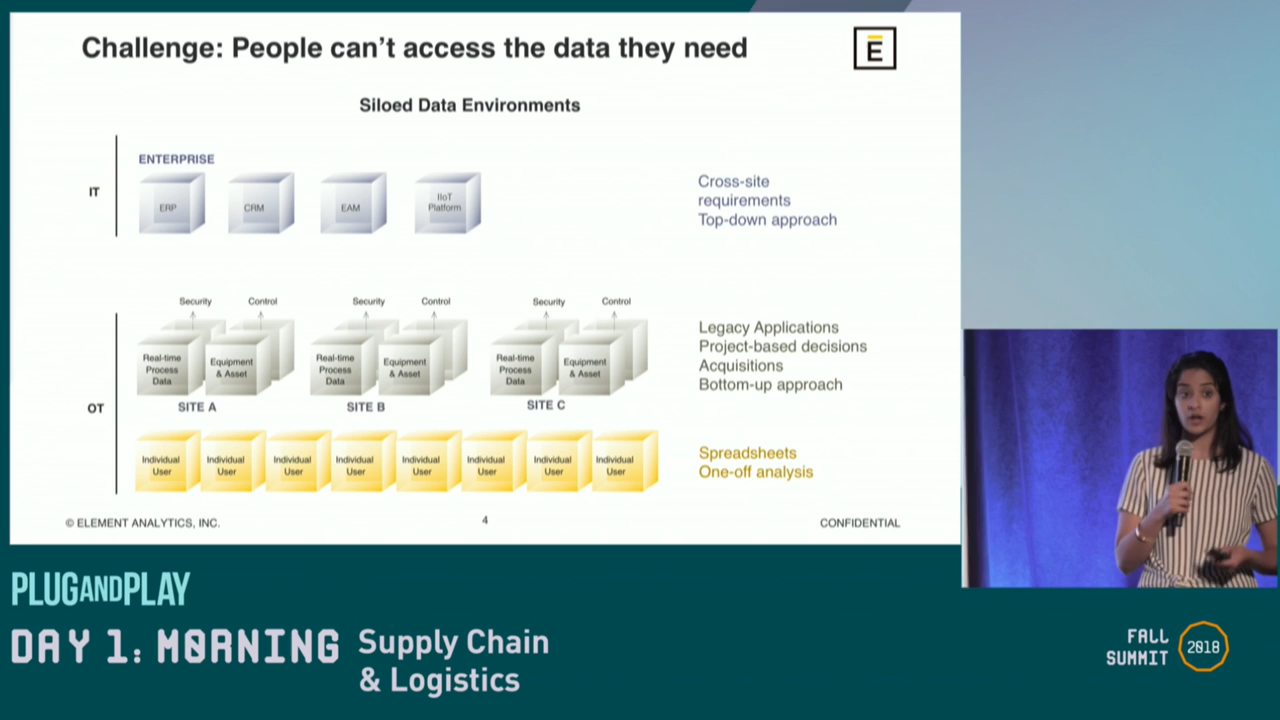 Challenge: People can't access the data they need
E
Siloed Data Environments
IT
ENTERPRISE
ERP
CRM
EAM
IIoT
Platform
Cross-site
requirements
Top-down approach
OT
Security
Control
Security
Control
Security
Control
Real-time
Process
Data
Equipment
& Asset
Real-time
Process
Data
Equipment
& Asset
Real-time
Process
Data
Equipment
& Asset
SITE A
SITE B
SITE C
Legacy Applications
Project-based decisions
Acquisitions
Bottom-up approach
Individual
User
Individual
User
Individual
User
Individual
User
Individual
User
Individual
User
Individual
User
Individual
User
Spreadsheets
One-off analysis
© ELEMENT ANALYTICS, INC.
4
CONFIDENTIAL
PLUGANDPLAY
DAY 1: MORNING
Supply Chain
& Logistics
FALL
SUMMIT
2018